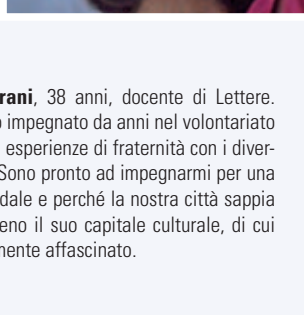 rani, 38 anni, docente di Lettere.
o impegnato da anni nel volontariato
esperienze di fraternità con i diver-
Sono pronto ad impegnarmi per una
dale e perché la nostra città sappia
eno il suo capitale culturale, di cui
mente affascinato.